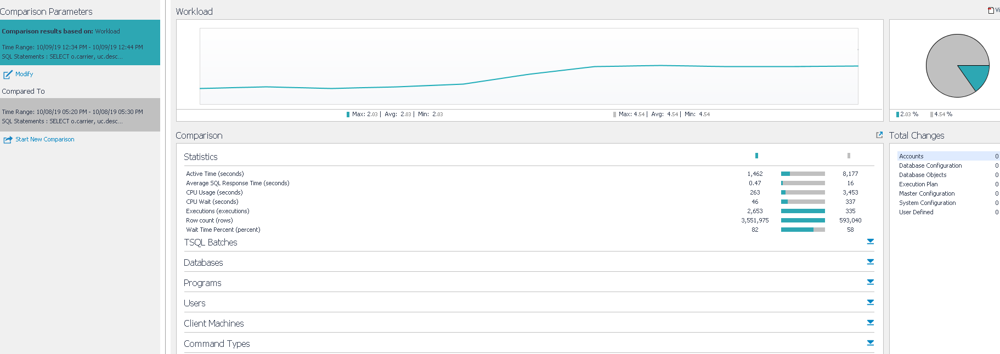 Comparison Parameters
Comparison results based on: Workload
Time Range: 10/09/19 12:34 PM - 10/09/19 12:44 PM
SQL Statements : SELECT o.carrier, uc.desc...
Modify
Compared To
Time Range: 10/08/19 05:20 PM - 10/08/19 05:30 PM
SQL Statements : SELECT o.carrier, uc.desc...
Start New Comparison
Workload
Vi
Max: 2.03 | Avg: 2.03 | Min: 2.03
Max: 4.54 | Avg: 4.54 | Min: 4.54
2.03 %
4.54 %
Comparison
Statistics
Active Time (seconds) 1,462 8,177
Average SQL Response Time (seconds) 0.47 16
CPU Usage (seconds) 263 3,453
CPU Wait (seconds) 46 337
Executions (executions) 2,653 335
Row count (rows) 3,551,975 593,040
Wait Time Percent (percent) 82 58
TSQL Batches
Databases
Programs
Users
Client Machines
Command Types
Total Changes
Accounts 0
Database Configuration 0
Database Objects 0
Execution Plan 0
Master Configuration 0
System Configuration 0
User Defined 0